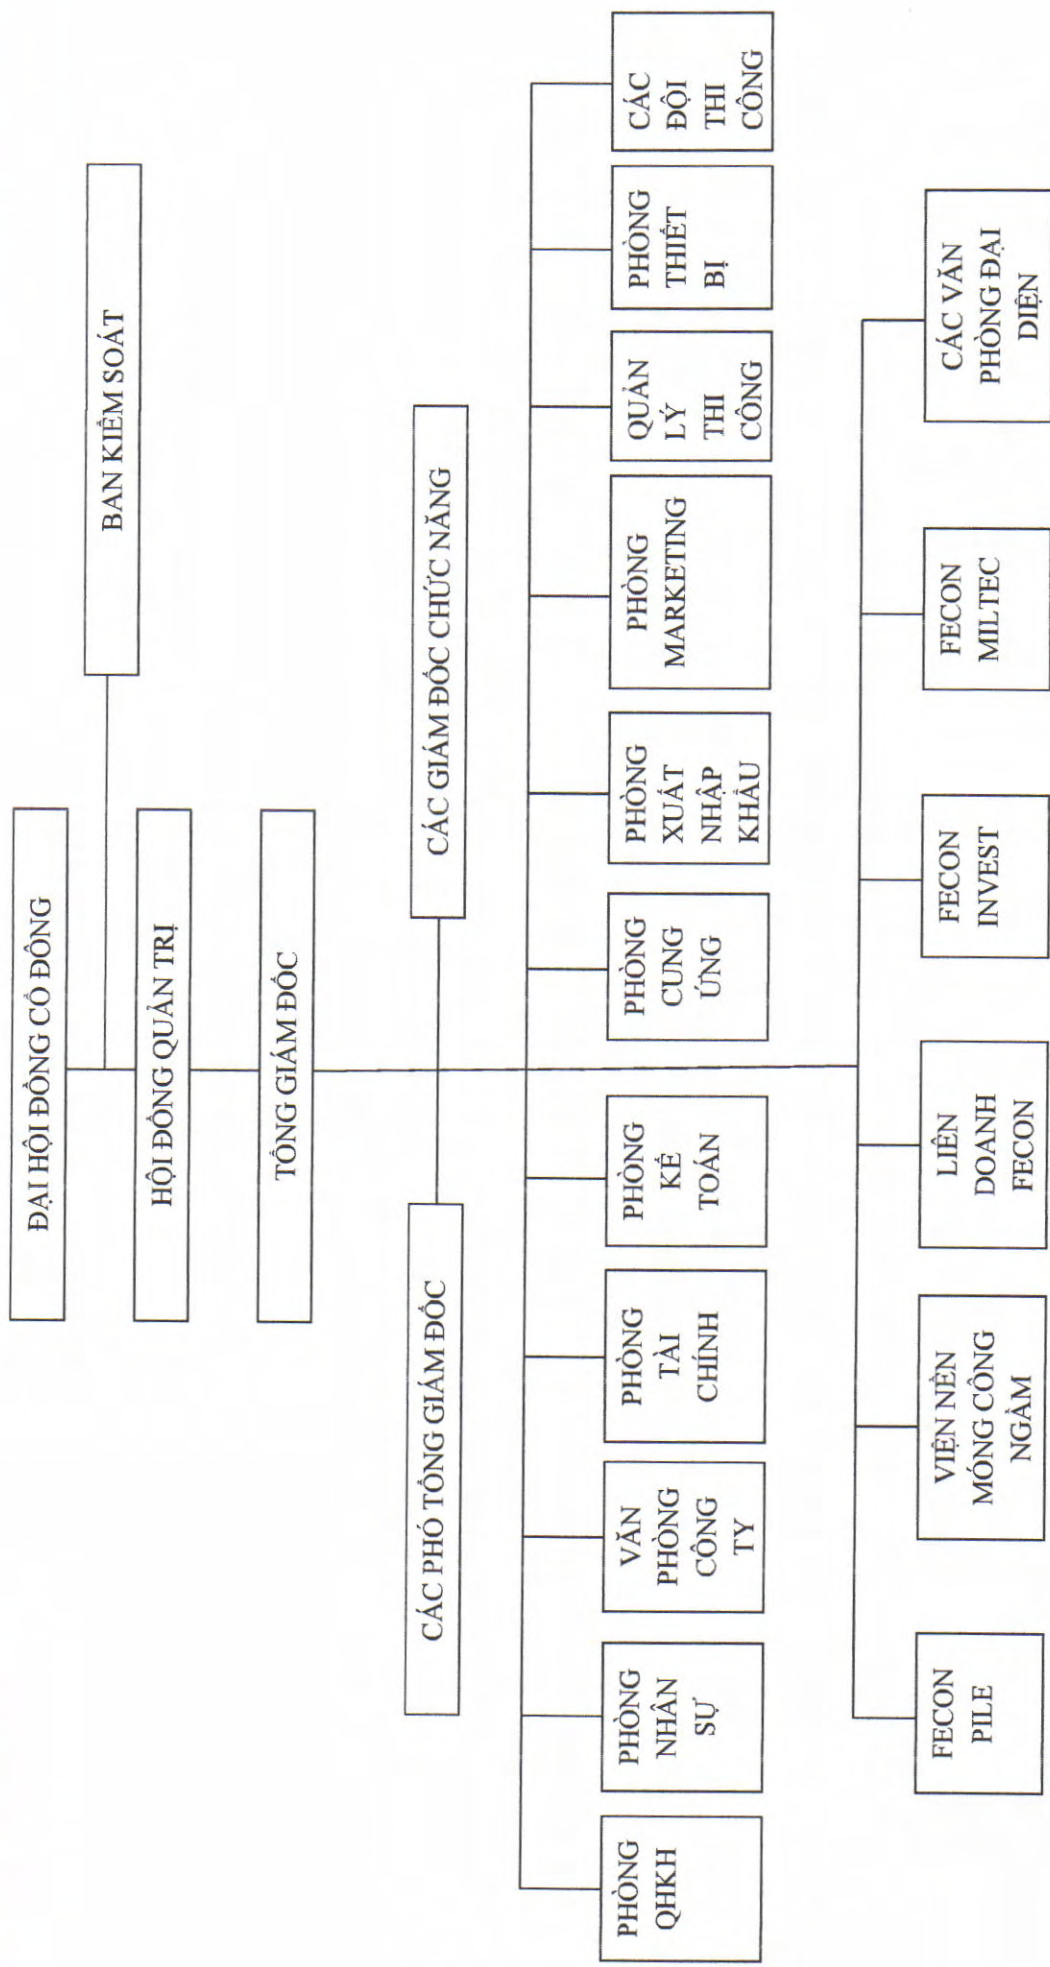 ĐẠI HỘI ĐỒNG CỔ ĐÔNG
BAN KIỂM SOÁT
HỘI ĐỒNG QUẢN TRỊ
TỔNG GIÁM ĐỐC
CÁC PHÓ TỔNG GIÁM ĐỐC
CÁC GIÁM ĐỐC CHỨC NĂNG
PHÒNG
QHKH
PHÒNG
NHÂN
SỰ
VĂN
PHÒNG
CÔNG
TY
PHÒNG
TÀI
CHÍNH
PHÒNG
KẾ
TOÁN
PHÒNG
CUNG
ỨNG
PHÒNG
XUẤT
NHẬP
KHẨU
PHÒNG
MARKETING
QUẢN
LÝ
THI
CÔNG
PHÒNG
THIẾT
BỊ
CÁC
ĐỘI
THI
CÔNG
FECON
PILE
VIỆN NỀN
MÓNG CÔNG
NGẦM
LIÊN
DOANH
FECON
FECON
INVEST
FECON
MILTEC
CÁC VĂN
PHÒNG ĐẠI
DIỆN